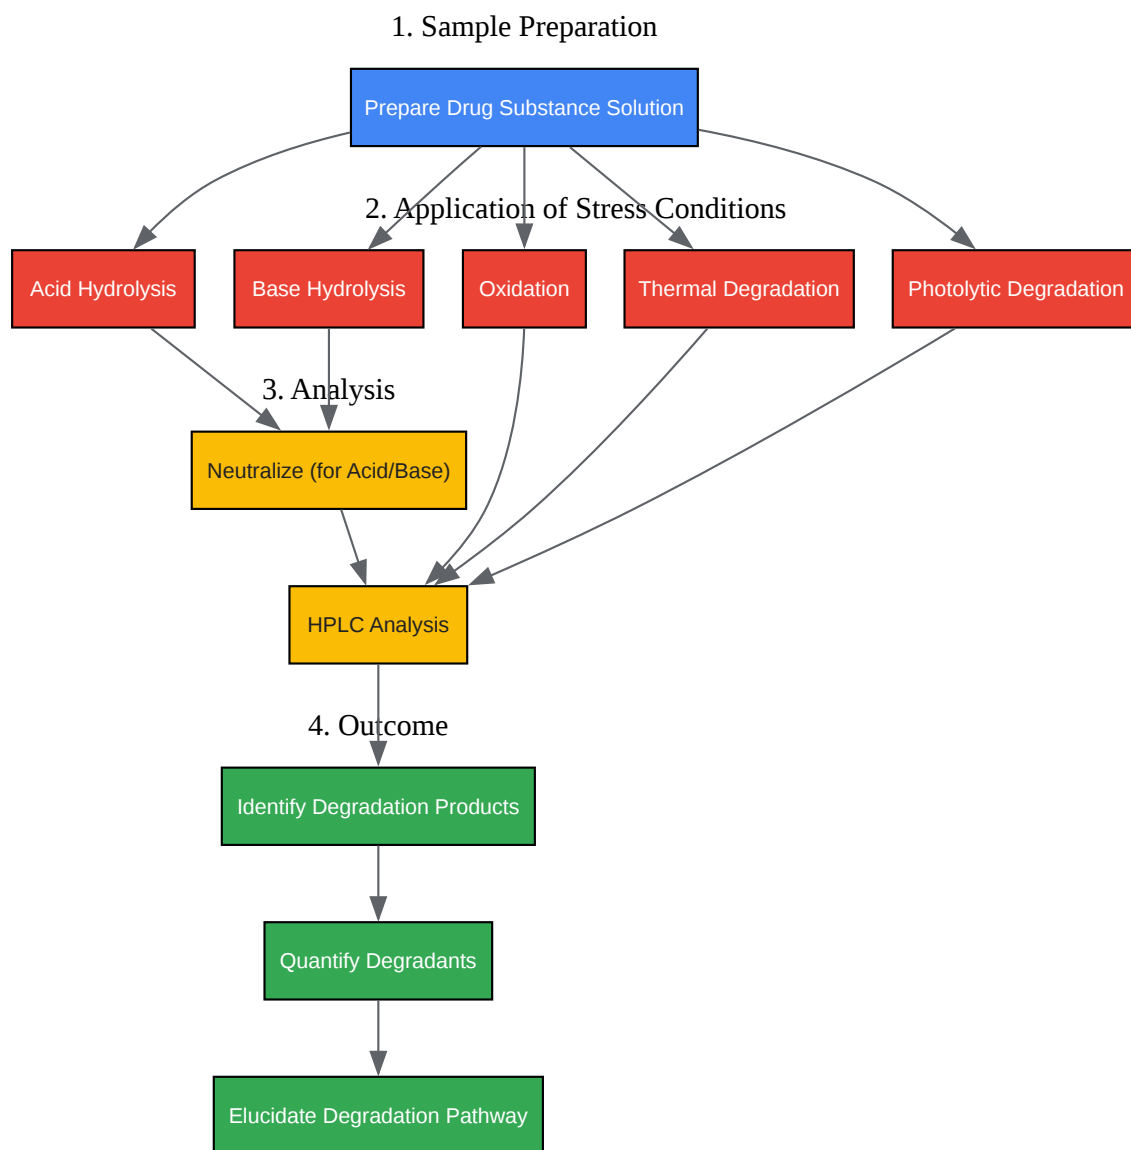 1. Sample Preparation
Prepare Drug Substance Solution
2. Application of Stress Conditions
Acid Hydrolysis
Base Hydrolysis
Oxidation
Thermal Degradation
Photolytic Degradation
3. Analysis
Neutralize (for Acid/Base)
HPLC Analysis
4. Outcome
Identify Degradation Products
Quantify Degradants
Elucidate Degradation Pathway